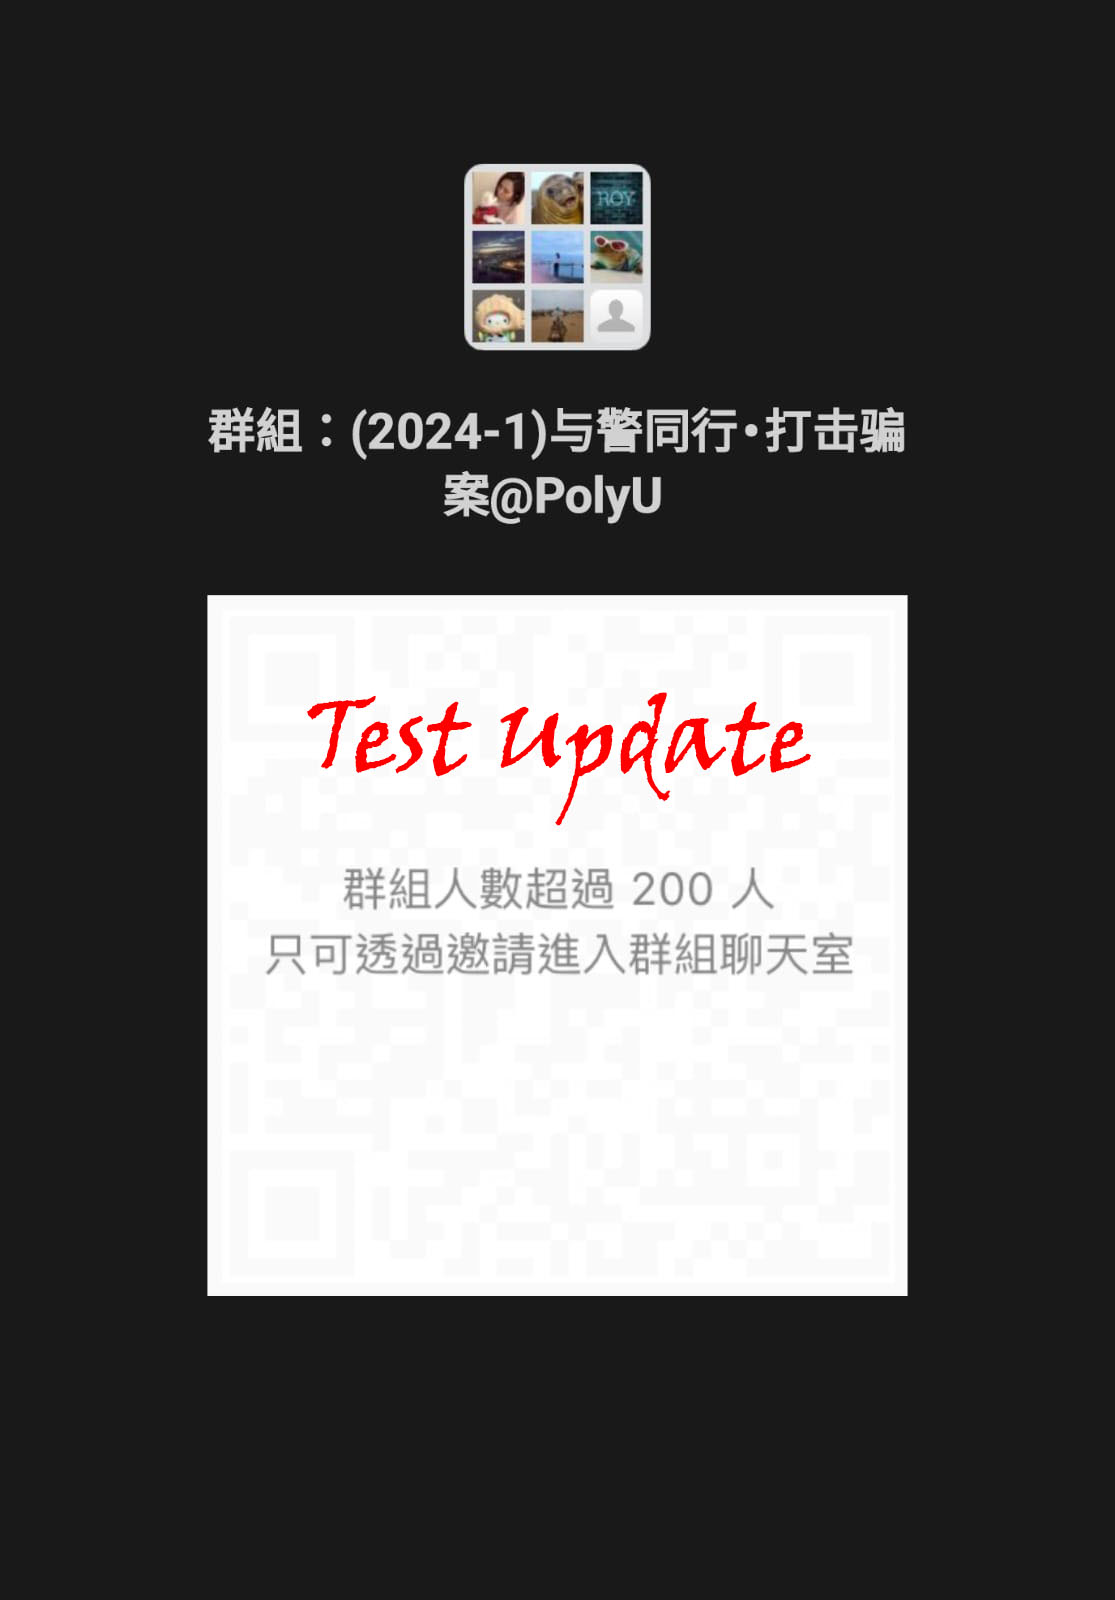 ROY
群組：(2024-1)与警同行•打击骗
案@PolyU
Test Update
群組人數超過 200 人
只可透過邀請進入群組聊天室